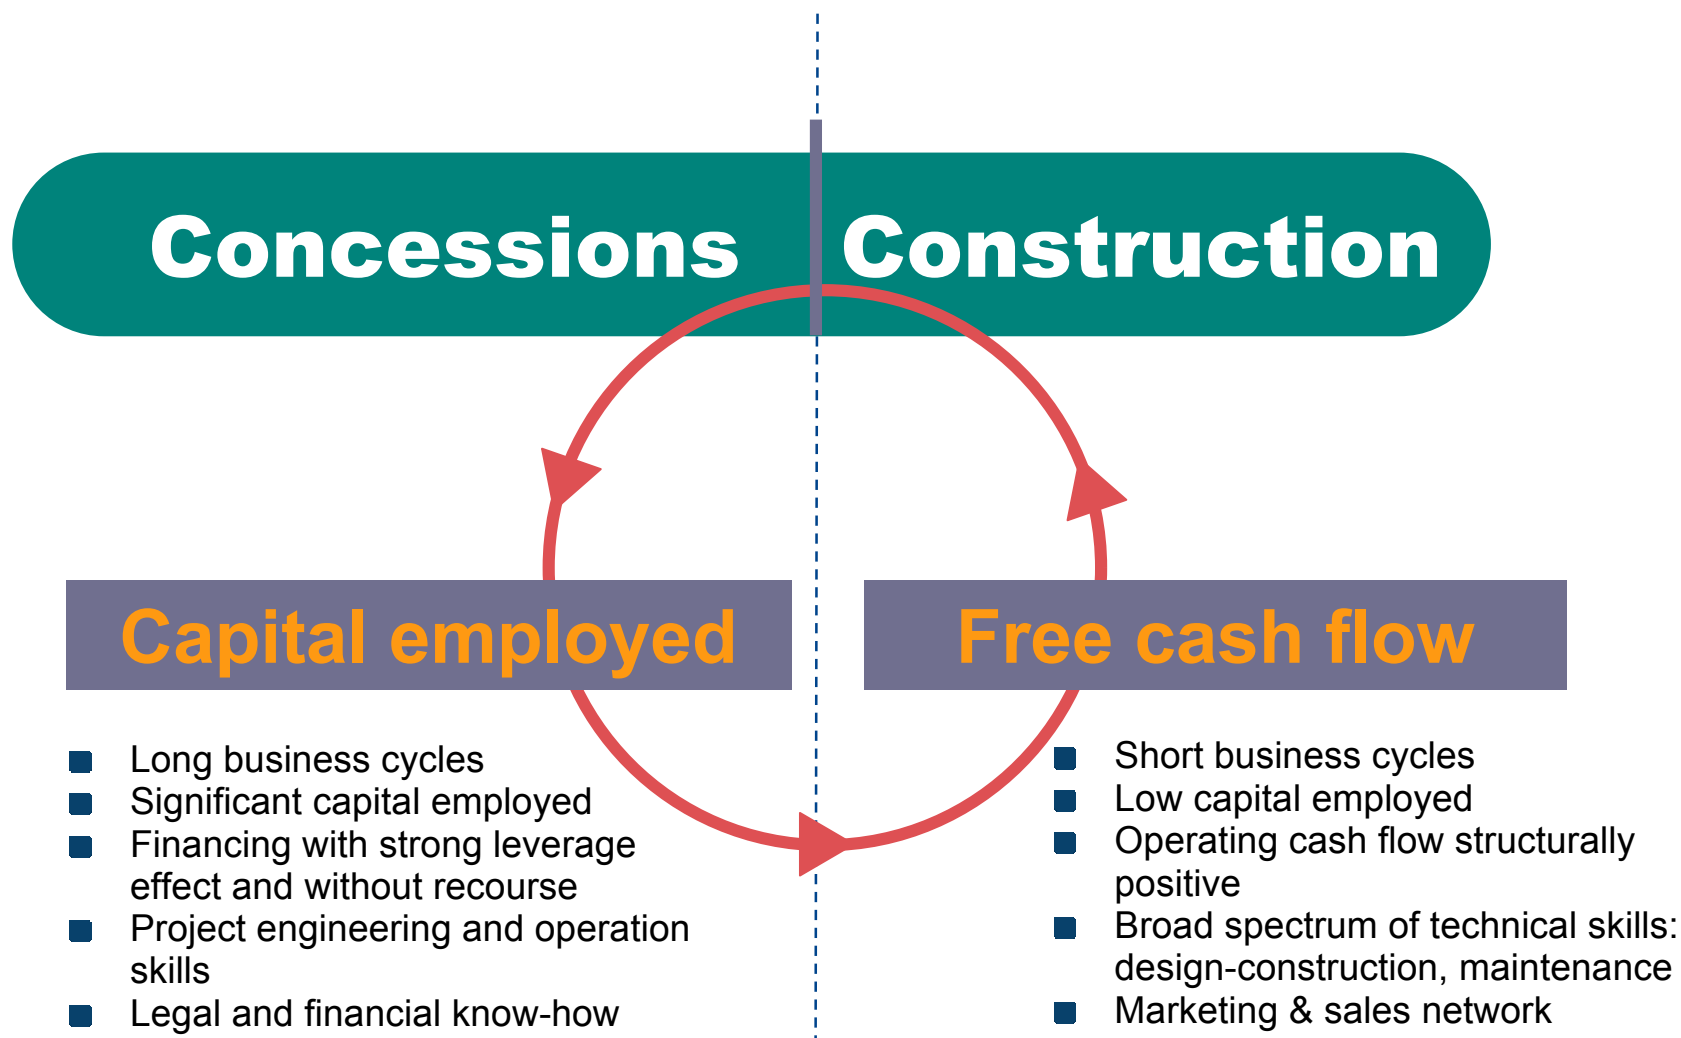 Concessions
Construction
Capital employed
Free cash flow
Long business cycles
Significant capital employed
Financing with strong leverage
effect and without recourse
Project engineering and operation
skills
Legal and financial know-how
Short business cycles
Low capital employed
Operating cash flow structurally
positive
Broad spectrum of technical skills:
design-construction, maintenance
Marketing & sales network